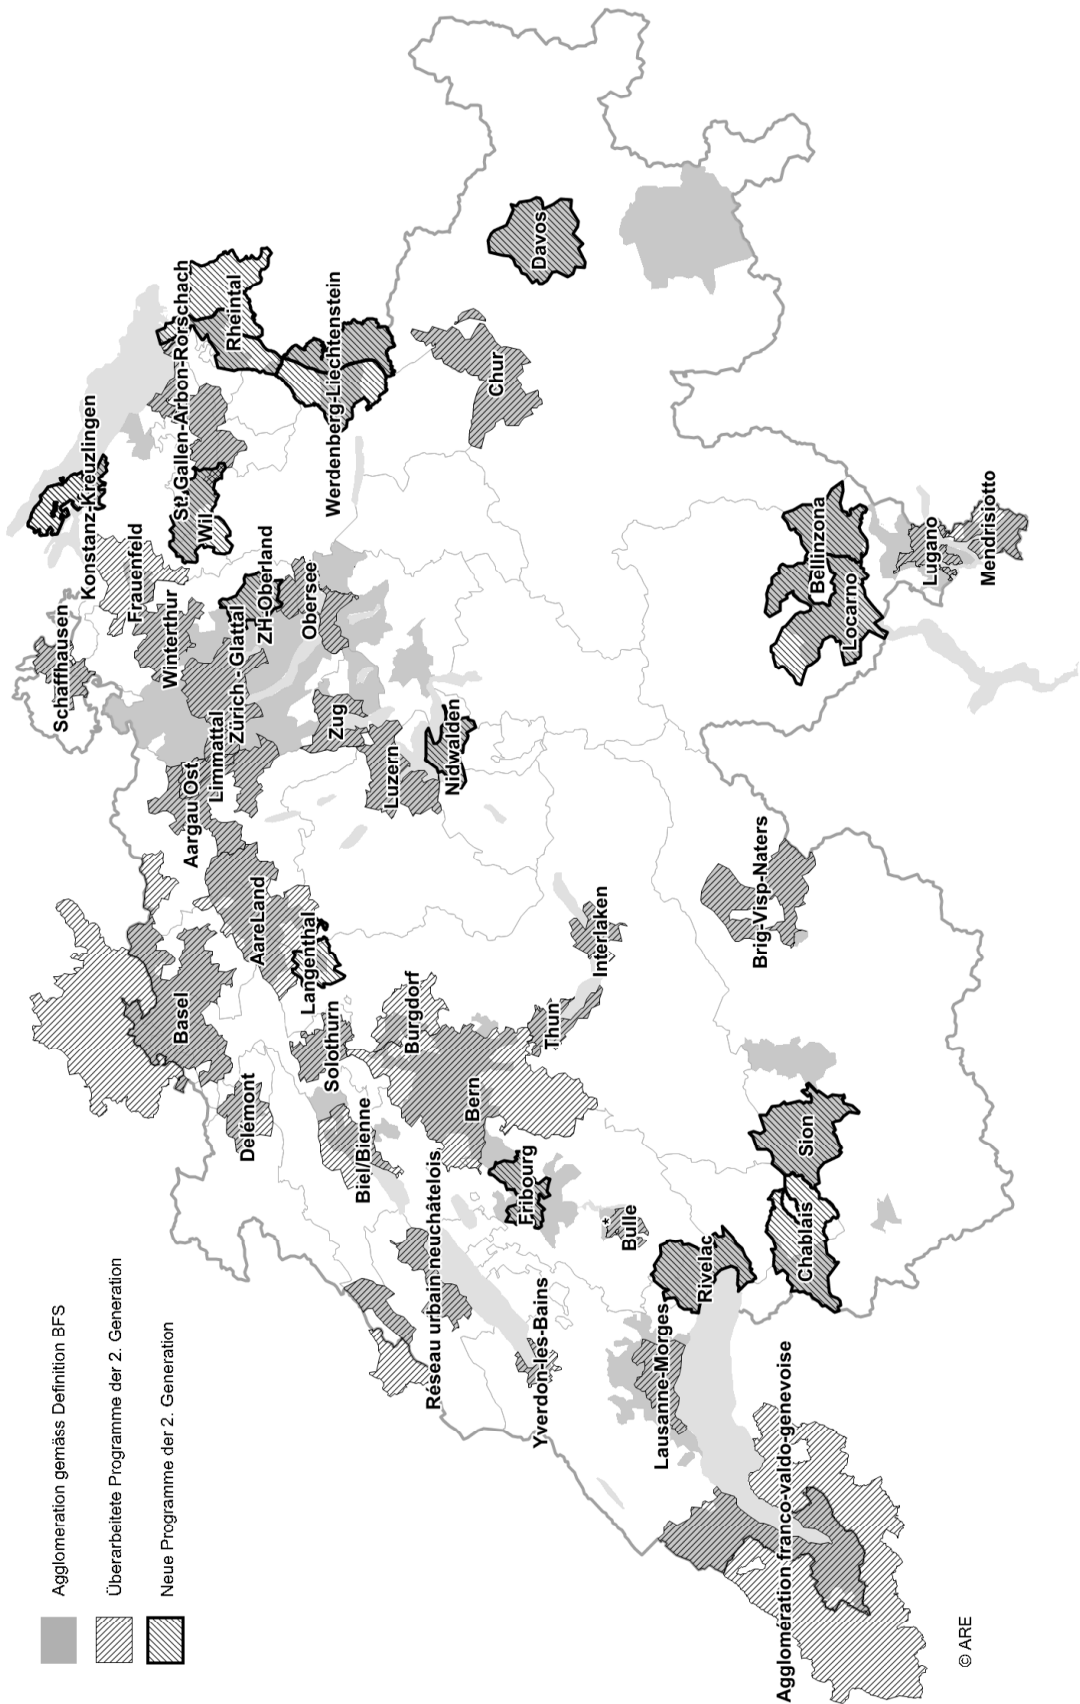 Agglomeration gemäss Definition BFS
Überarbeitete Programme der 2. Generation
Neue Programme der 2. Generation
Schaffhausen
Konstanz-Kreuzlingen
Frauenfeld
Winterthur
Wil
St.Gallen-Arbon-Rorschach
Rheintal
Basel
Aargau Ost
Limmattal
Zürich - Glattal
ZH-Oberland
Obersee
Werdenberg-Liechtenstein
Delémont
AareLand
Langenthal
Solothurn
Zug
Luzern
Nidwalden
Biel/Bienne
Burgdorf
Bern
Réseau urbain neuchâtelois
Fribourg
Thun
Interlaken
Chur
Davos
Yverdon-les-Bains
*
Bulle
Lausanne-Morges
Rivelac
Chablais
Sion
Brig-Visp-Naters
Locarno
Bellinzona
Lugano
Mendrisiotto
Agglomération franco-valdo-genevoise
© ARE